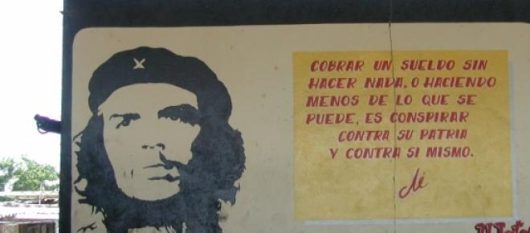 COBRAR UN SUELDO SIN
HACER NADA, O HACIENDO
MENOS DE LO QUE SE
PUEDE, ES CONSPIRAR
CONTRA SU PATRIA
Y CONTRA SI MISMO.
Che